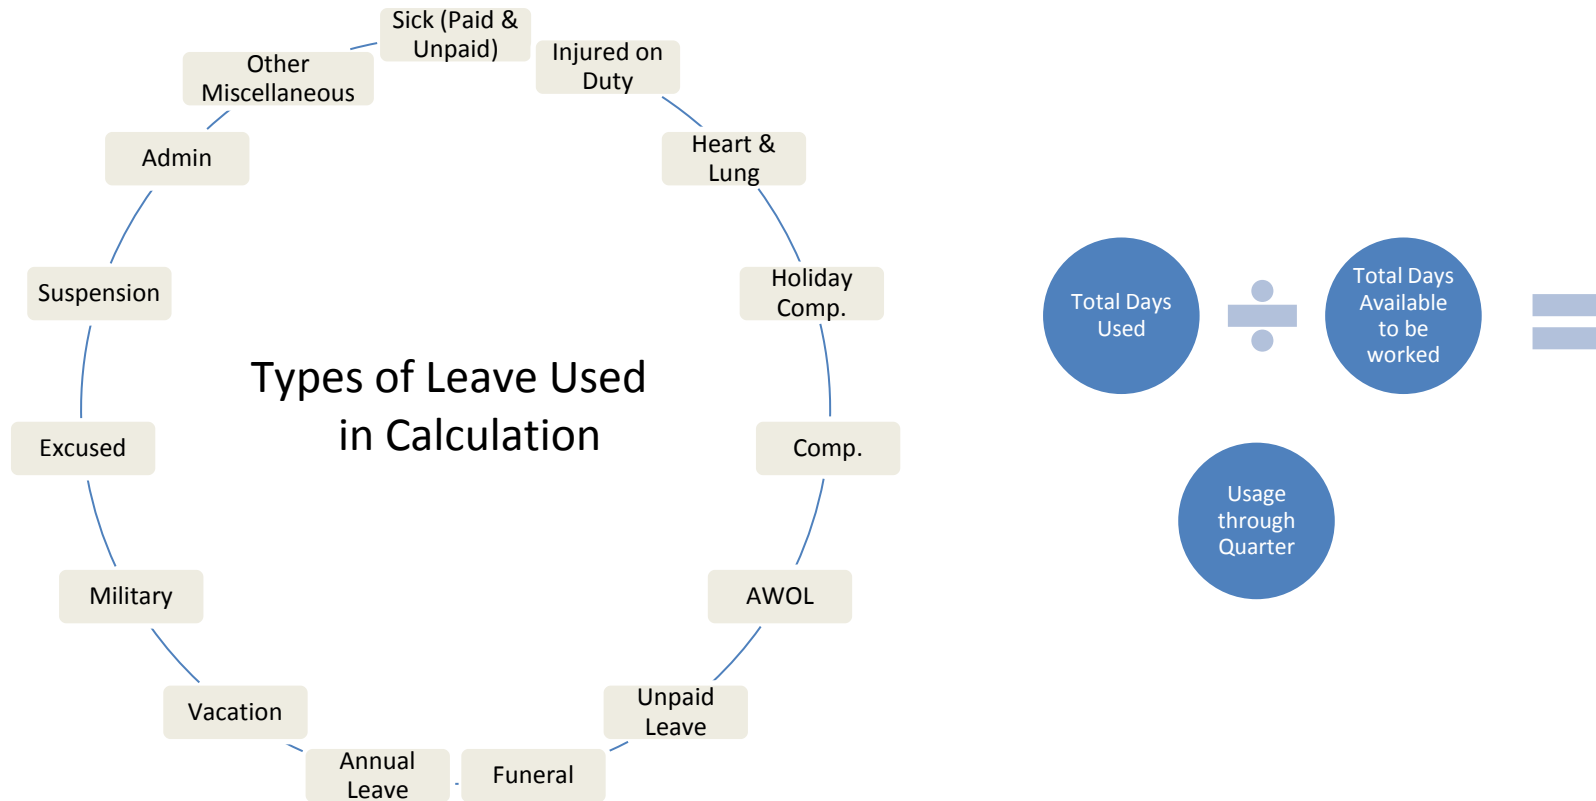 Sick (Paid &
Unpaid)
Injured on
Duty
Heart &
Lung
Holiday
Comp.
Comp.
AWOL
Unpaid
Leave
Funeral
Annual
Leave
Vacation
Military
Excused
Suspension
Admin
Other
Miscellaneous
Types of Leave Used
in Calculation
Total Days
Used
÷
Total Days
Available
to be
worked
=
Usage
through
Quarter